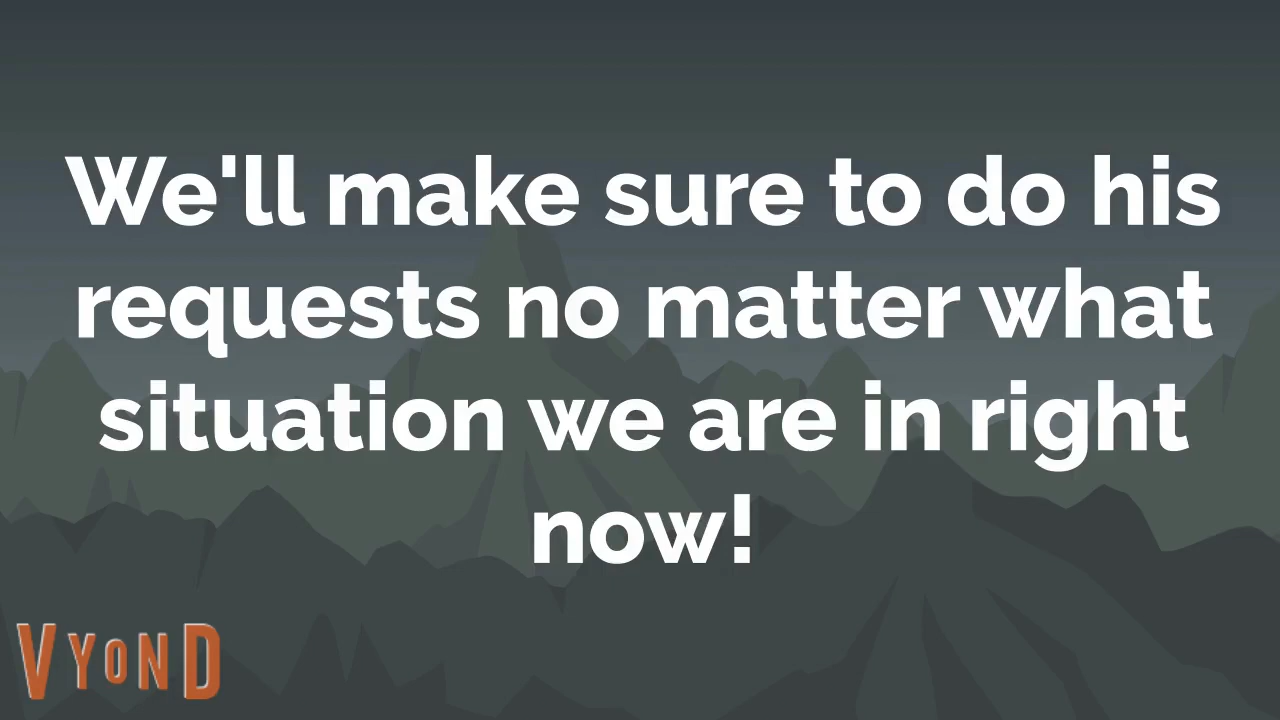 We'll make sure to do his
requests no matter what
situation we are in right
now!
VYOND